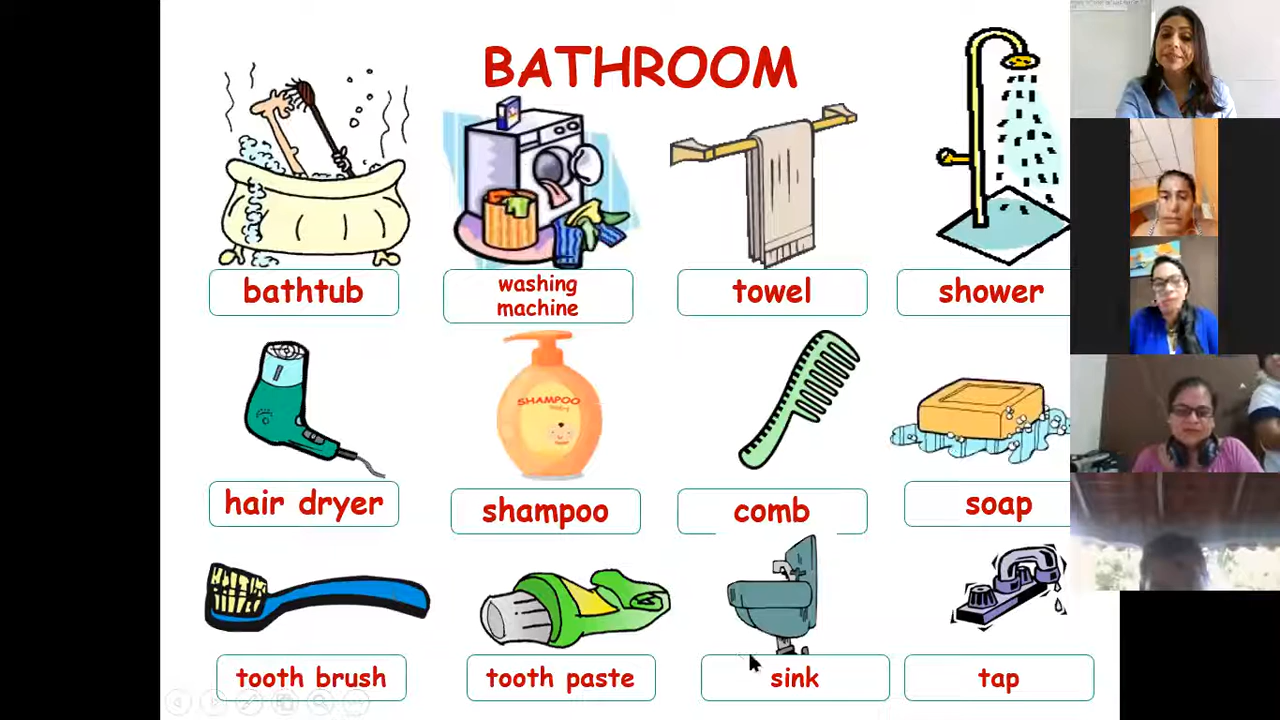 BATHROOM
bathtub
washing
machine
towel
shower
SHAMPOO
hair dryer
shampoo
comb
soap
tooth brush
tooth paste
sink
tap